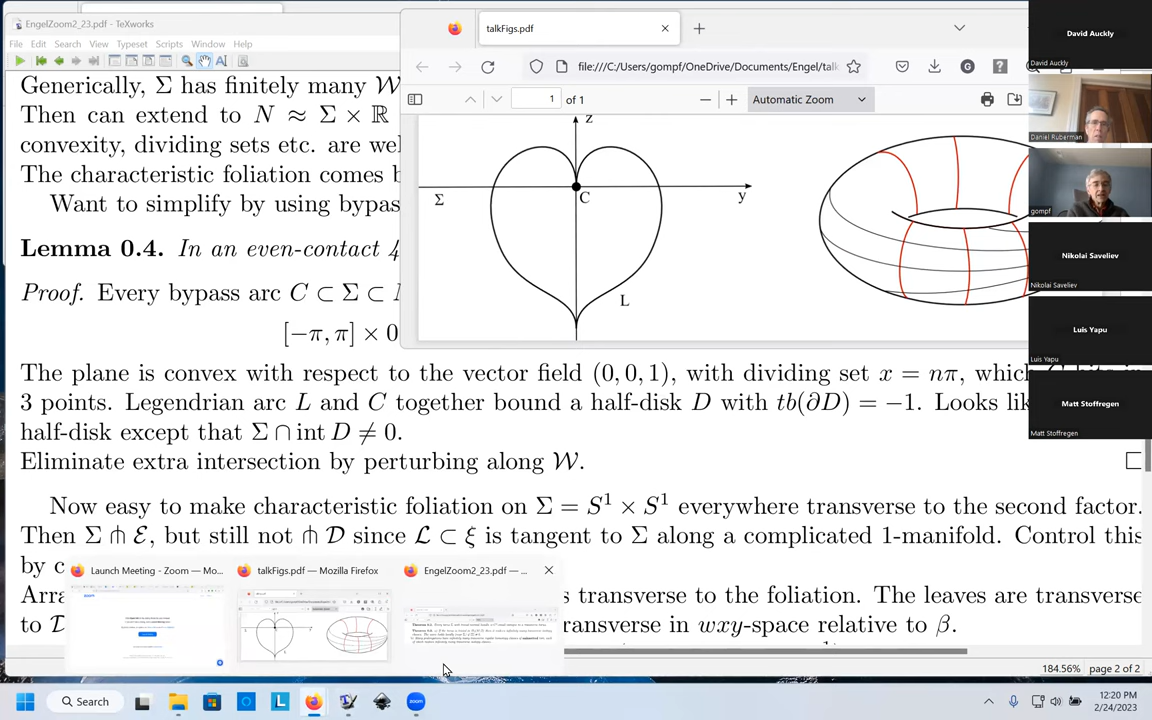 EngelZoom2_23.pdf - TeXworks
File Edit Search View Typeset Scripts Window Help
talkFigs.pdf
file:///C:/Users/gompf/OneDrive/Documents/Engel/talk
1 of 1
Automatic Zoom
Generically, Σ has finitely many 𝒲
Then can extend to N ≈ Σ × ℝ
convexity, dividing sets etc. are wel
The characteristic foliation comes b
Want to simplify by using bypas
Lemma 0.4. In an even-contact 4
Proof. Every bypass arc C ⊂ Σ ⊂ N
[−π, π] × 0
z
Σ
C
y
L
The plane is convex with respect to the vector field (0, 0, 1), with dividing set x = nπ, which C hits in
3 points. Legendrian arc L and C together bound a half-disk D with tb(∂D) = −1. Looks lik
half-disk except that Σ ∩ int D ≠ 0.
Eliminate extra intersection by perturbing along 𝒲.
Now easy to make characteristic foliation on Σ = S¹ × S¹ everywhere transverse to the second factor.
Then Σ ⋔ ℰ, but still not ⋔ 𝒟 since ℒ ⊂ ξ is tangent to Σ along a complicated 1-manifold. Control this
by c
Arra
s transverse to the foliation. The leaves are transverse
to 𝒟
ransverse in wxy-space relative to β.
Launch Meeting - Zoom — Mo...
talkFigs.pdf — Mozilla Firefox
EngelZoom2_23.pdf — ...
David Auckly
David Auckly
Daniel Ruberman
gompf
Nikolai Saveliev
Nikolai Saveliev
Luis Yapu
Luis Yapu
Matt Stoffregen
Matt Stoffregen
184.56% page 2 of 2
Search
12:20 PM
2/24/2023